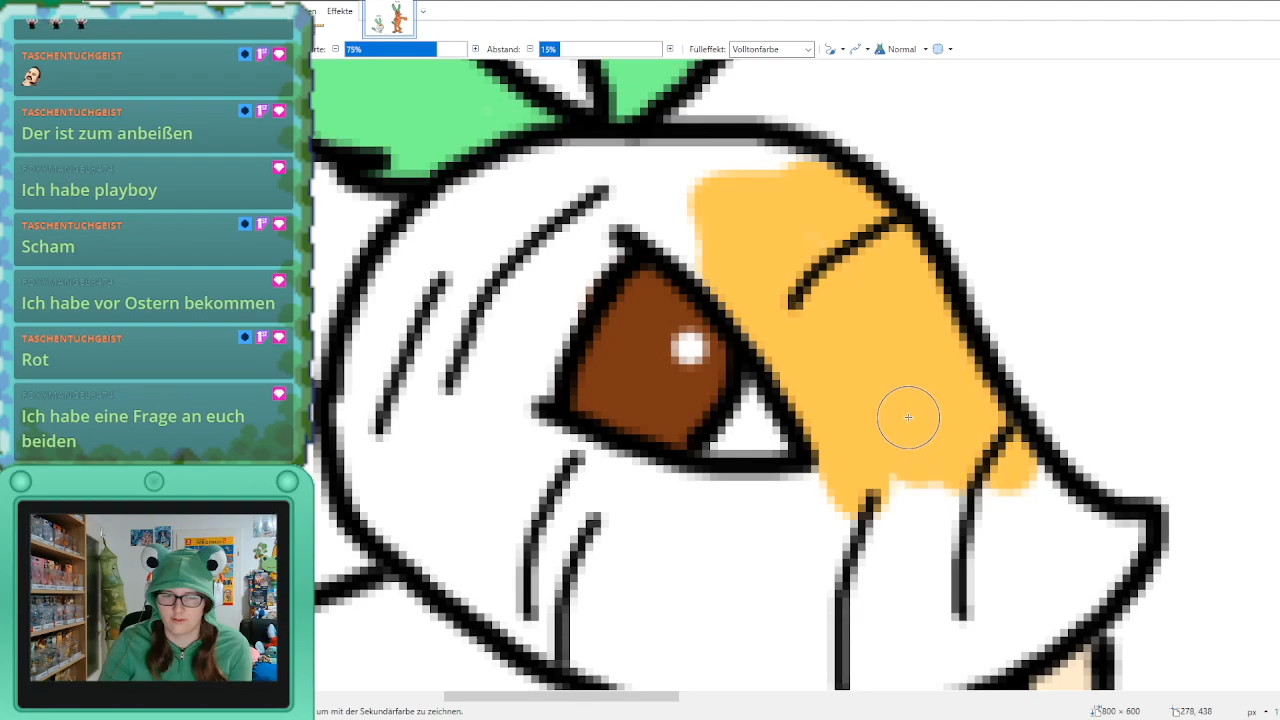 en Effekte
rte: 75% Abstand: 15% Fülleffekt: Volltonfarbe Normal
TASCHENTUCHGEIST
TASCHENTUCHGEIST
Der ist zum anbeißen
Ich habe playboy
TASCHENTUCHGEIST
Scham
Ich habe vor Ostern bekommen
TASCHENTUCHGEIST
Rot
Ich habe eine Frage an euch
beiden
um mit der Sekundärfarbe zu zeichnen. 800 × 600 278, 438 px